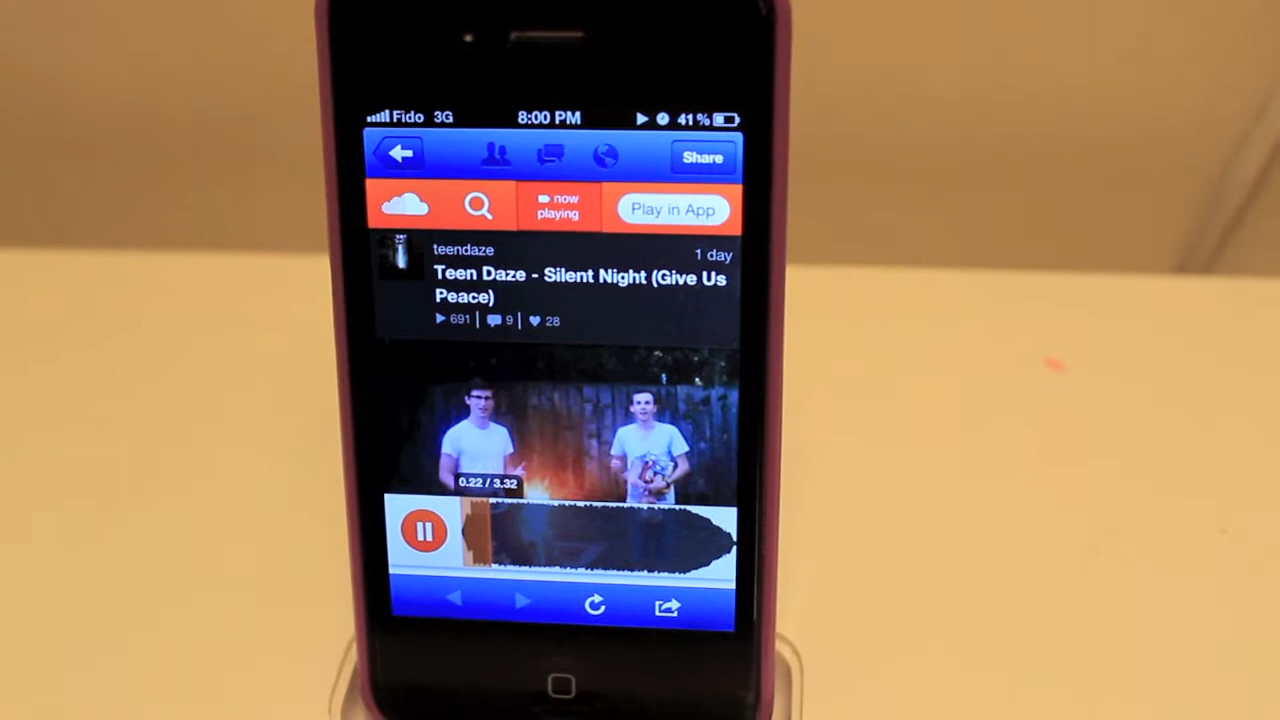 Fido 3G 8:00 PM 41%
Share
now
playing
Play in App
teendaze 1 day
Teen Daze - Silent Night (Give Us
Peace)
691 9 28
0.22 / 3.32